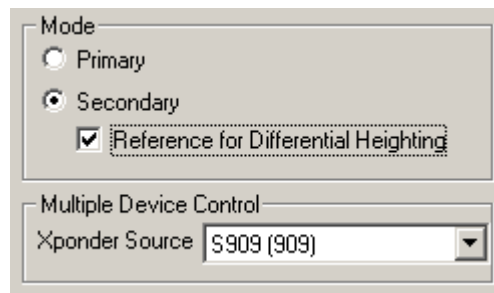 Mode
Primary
Secondary
Reference for Differential Heighting
Multiple Device Control
Xponder Source S909 (909)